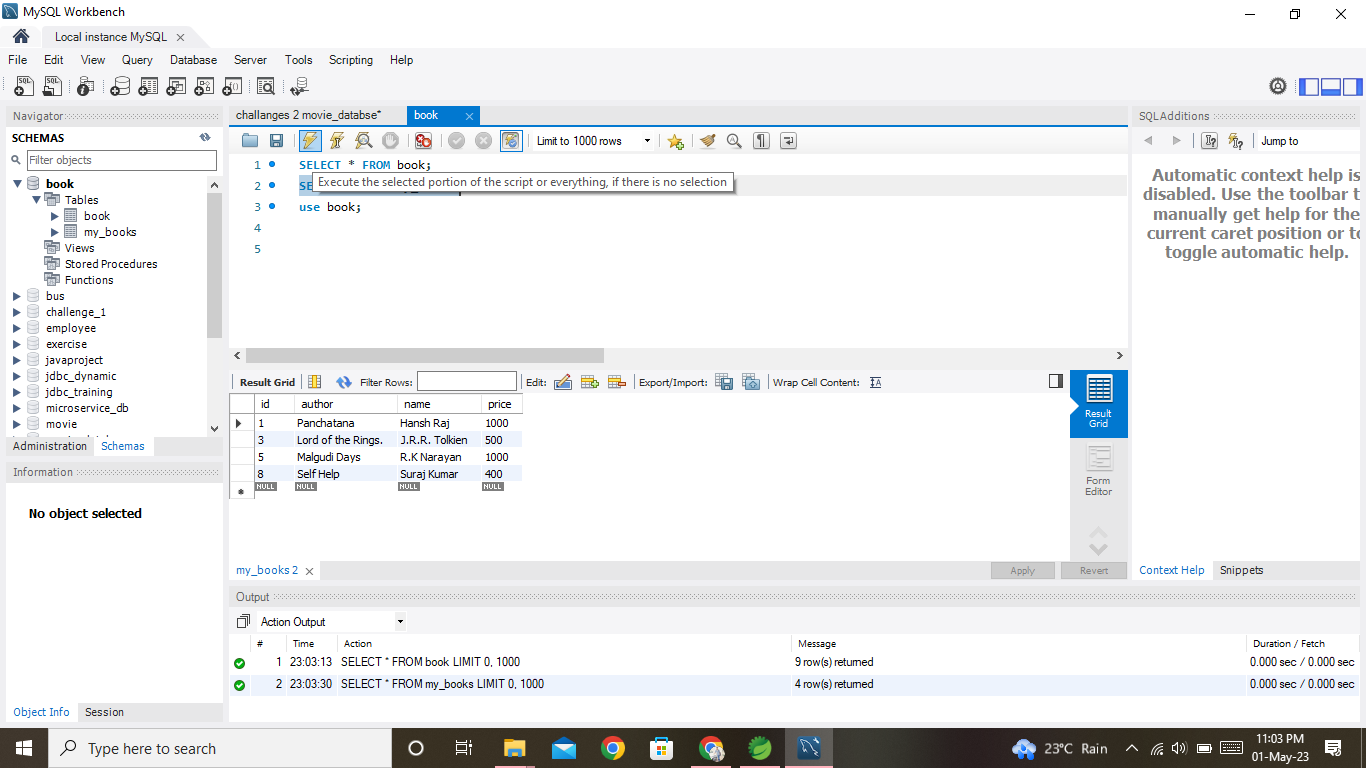 MySQL Workbench
Local instance MySQL
File Edit View Query Database Server Tools Scripting Help
Navigator
SCHEMAS
Filter objects
book
Tables
book
my_books
Views
Stored Procedures
Functions
bus
challenge_1
employee
exercise
javaproject
jdbc_dynamic
jdbc_training
microservice_db
movie
Administration Schemas
Information
No object selected
Object Info Session
challanges 2 movie_databse* book
Limit to 1000 rows
1 SELECT * FROM book;
2 SE
Execute the selected portion of the script or everything, if there is no selection
3 use book;
4
5
Result Grid Filter Rows: Edit: Export/Import: Wrap Cell Content:
id author name price
1 Panchatana Hansh Raj 1000
3 Lord of the Rings. J.R.R. Tolkien 500
5 Malgudi Days R.K Narayan 1000
8 Self Help Suraj Kumar 400
NULL NULL NULL NULL
Result
Grid
Form
Editor
my_books 2 Apply Revert
Output
Action Output
# Time Action Message Duration / Fetch
1 23:03:13 SELECT * FROM book LIMIT 0, 1000 9 row(s) returned 0.000 sec / 0.000 sec
2 23:03:30 SELECT * FROM my_books LIMIT 0, 1000 4 row(s) returned 0.000 sec / 0.000 sec
SQLAdditions
Jump to
Automatic context help is
disabled. Use the toolbar t
manually get help for the
current caret position or to
toggle automatic help.
Context Help Snippets
Type here to search
23°C Rain
11:03 PM
01-May-23